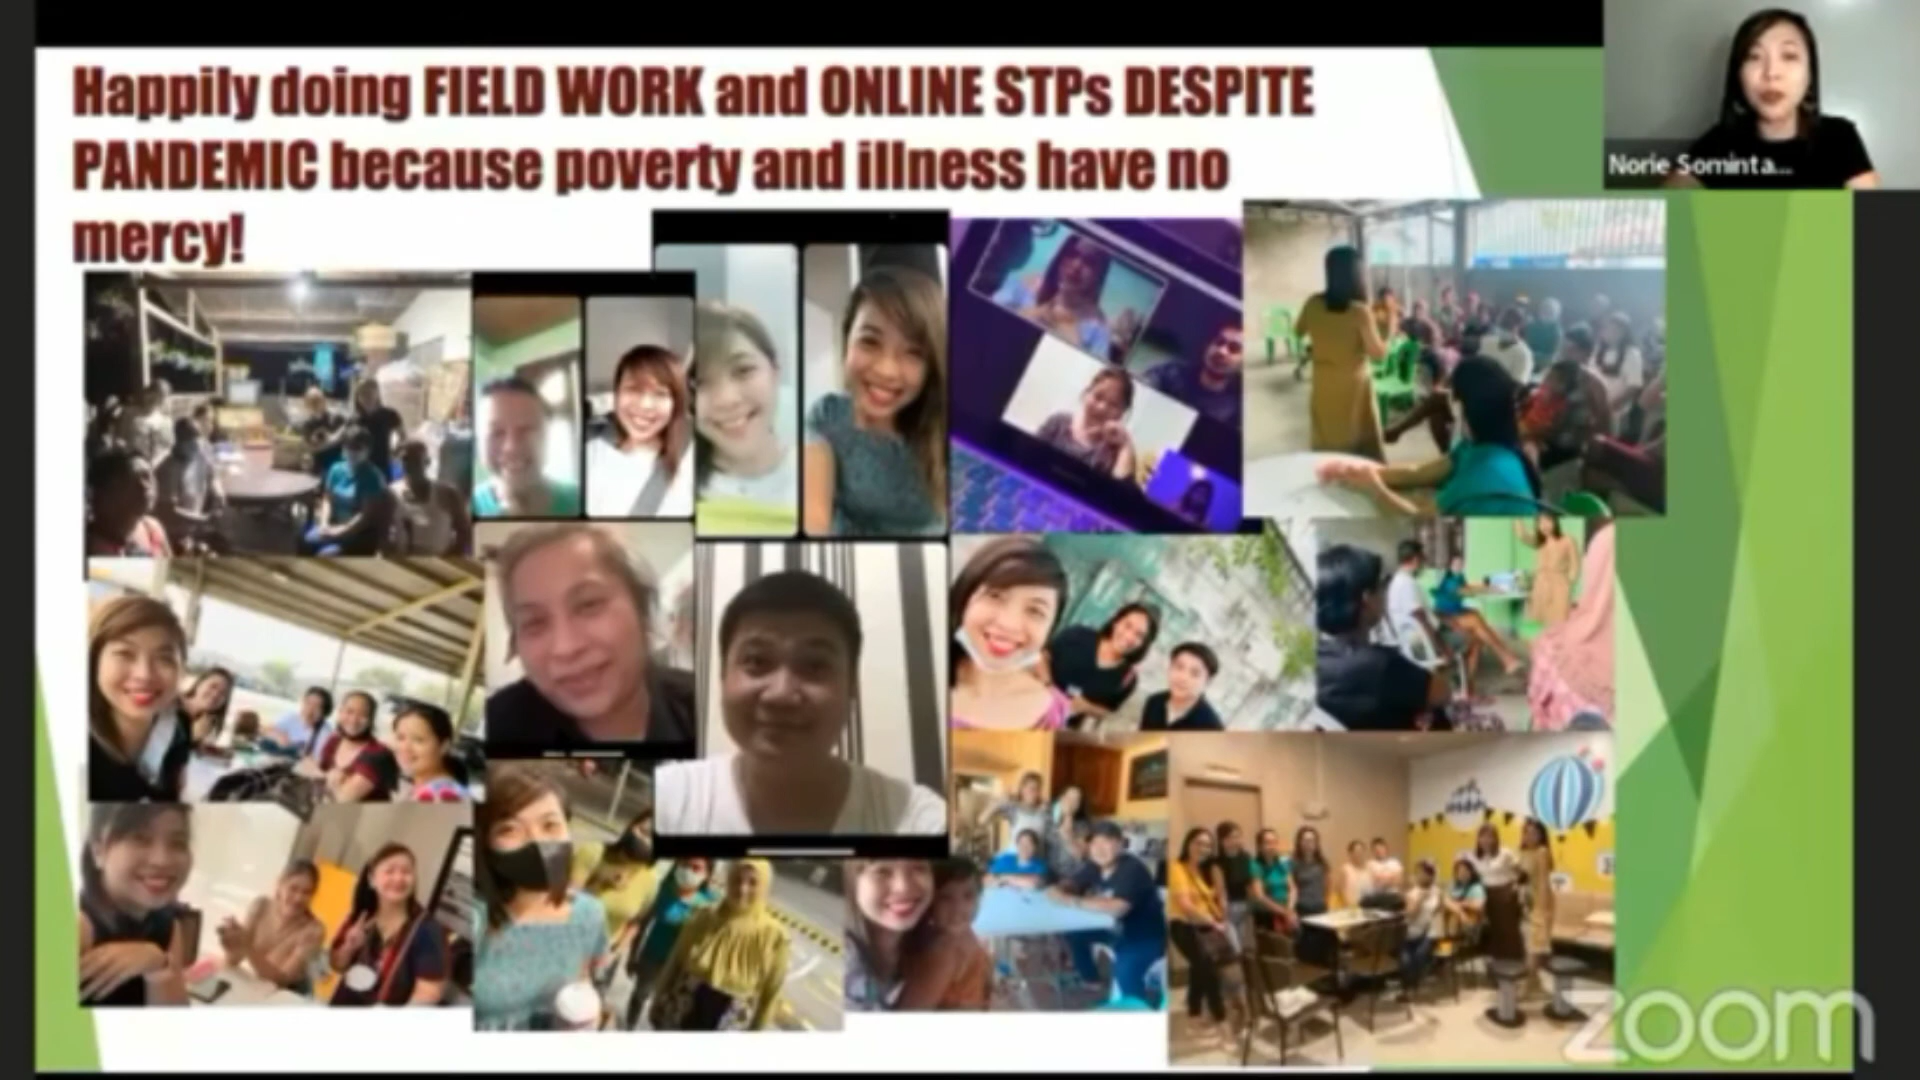 Happily doing FIELD WORK and ONLINE STPs DESPITE
PANDEMIC because poverty and illness have no
mercy!
Norie Sominta...
zoom